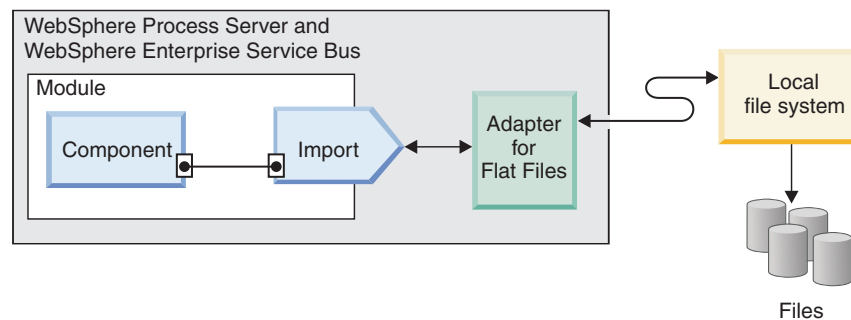 WebSphere Process Server and
WebSphere Enterprise Service Bus
Module
Component
Import
Adapter
for
Flat Files
Local
file system
Files